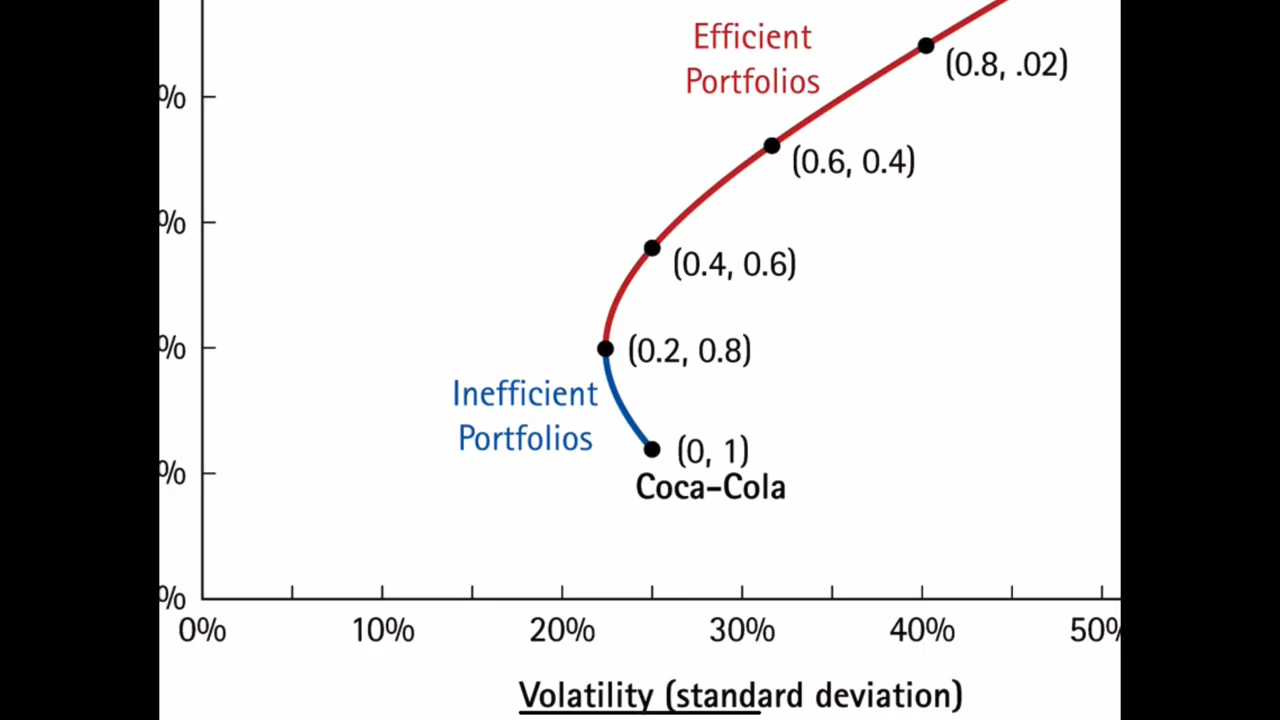 Efficient
Portfolios
(0.8, .02)
%
(0.6, 0.4)
%
(0.4, 0.6)
%
(0.2, 0.8)
Inefficient
Portfolios
(0, 1)
%
Coca-Cola
%
0% 10% 20% 30% 40% 50%
Volatility (standard deviation)